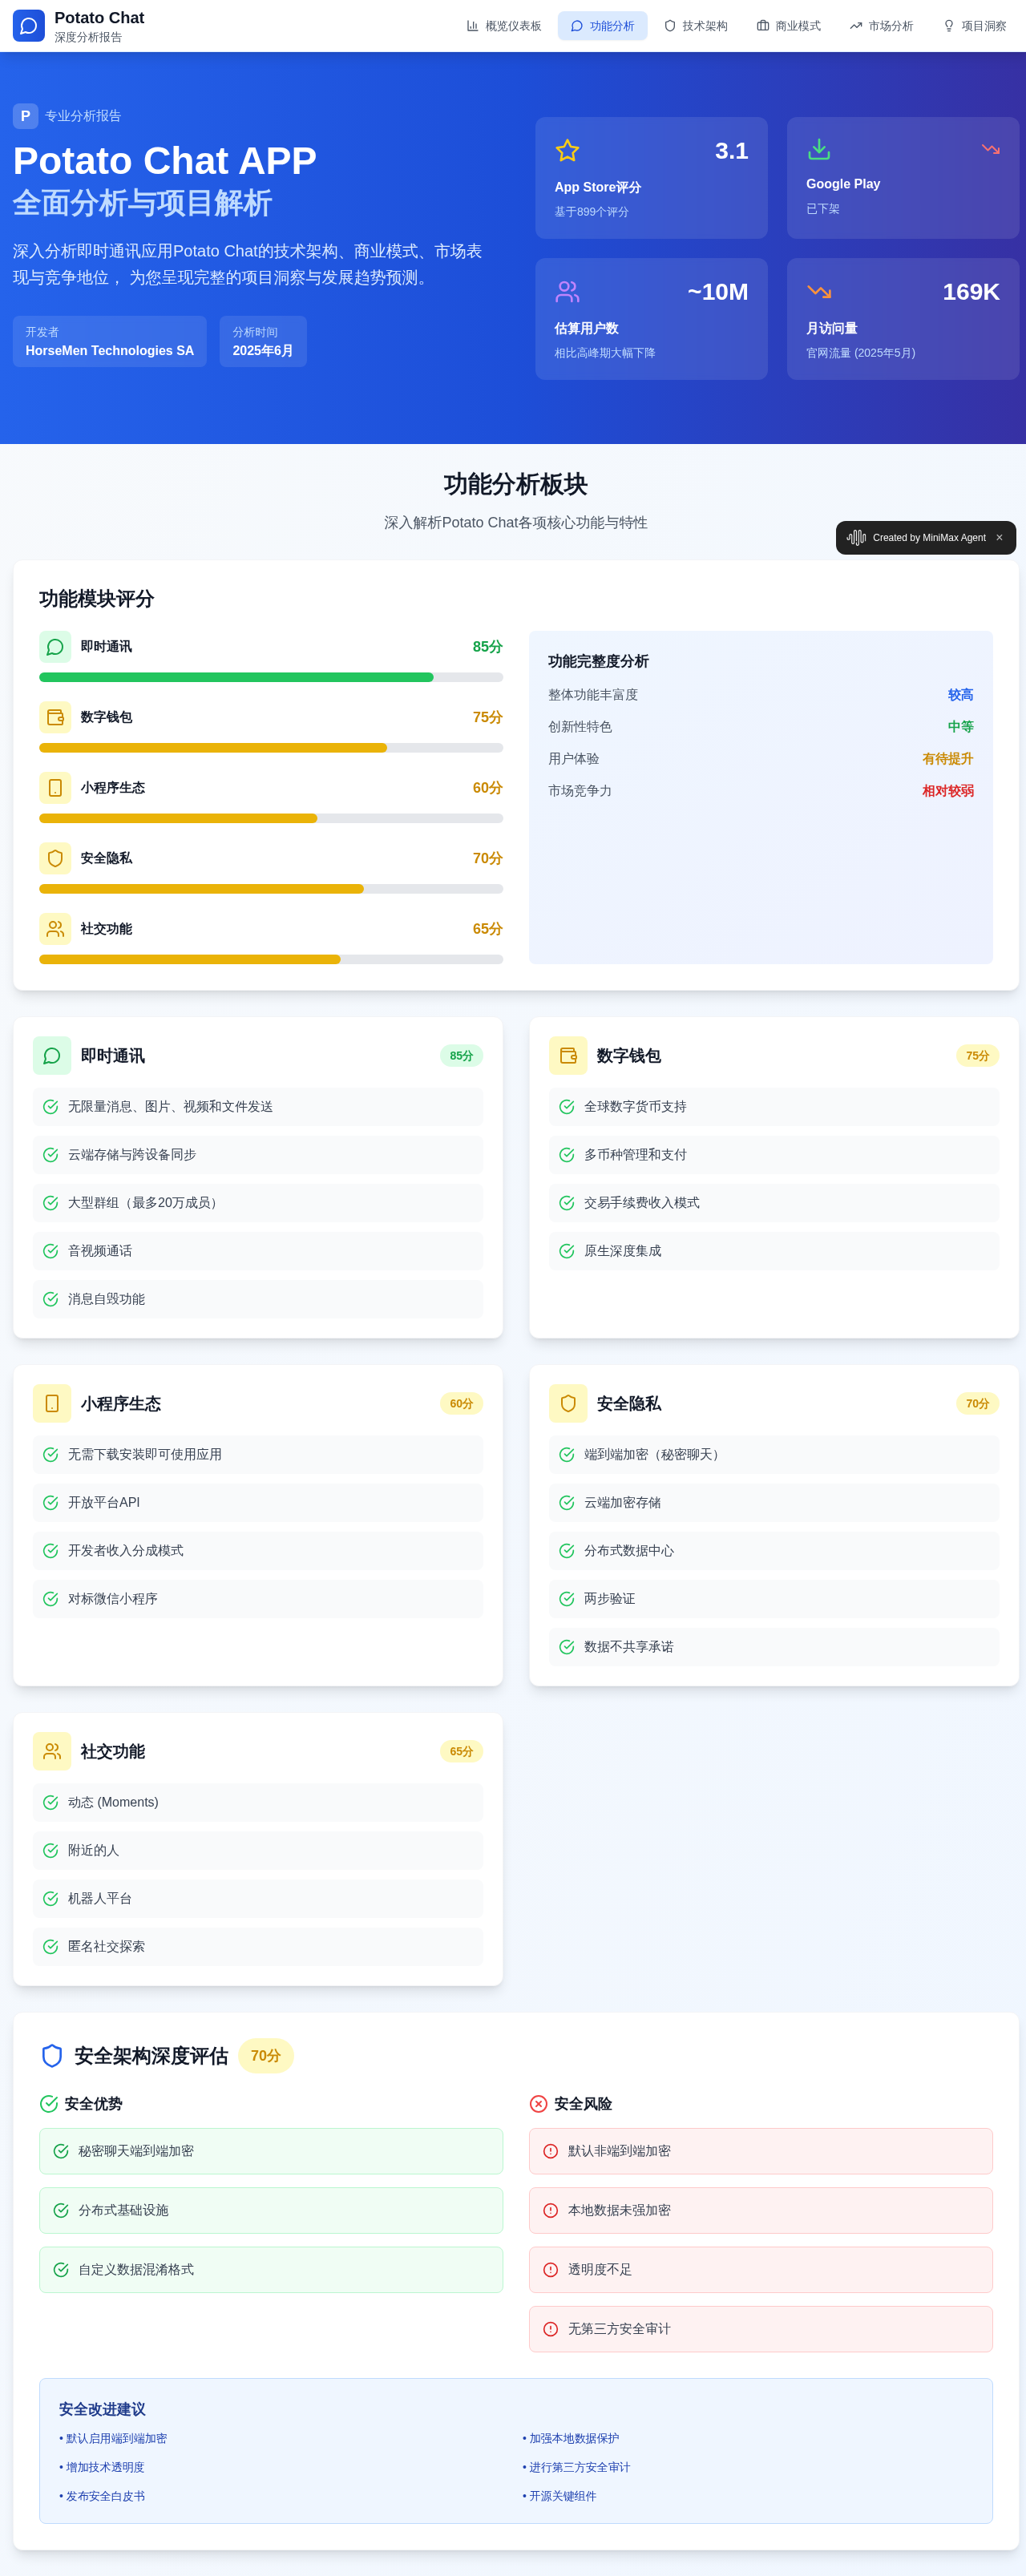 Potato Chat
深度分析报告
概览仪表板
功能分析
技术架构
商业模式
市场分析
项目洞察
P 专业分析报告
Potato Chat APP
全面分析与项目解析
深入分析即时通讯应用Potato Chat的技术架构、商业模式、市场表
现与竞争地位， 为您呈现完整的项目洞察与发展趋势预测。
开发者
HorseMen Technologies SA
分析时间
2025年6月
3.1
App Store评分
基于899个评分
Google Play
已下架
~10M
估算用户数
相比高峰期大幅下降
169K
月访问量
官网流量 (2025年5月)
功能分析板块
深入解析Potato Chat各项核心功能与特性
Created by MiniMax Agent ×
功能模块评分
即时通讯 85分
数字钱包 75分
小程序生态 60分
安全隐私 70分
社交功能 65分
功能完整度分析
整体功能丰富度 较高
创新性特色 中等
用户体验 有待提升
市场竞争力 相对较弱
即时通讯 85分
无限量消息、图片、视频和文件发送
云端存储与跨设备同步
大型群组（最多20万成员）
音视频通话
消息自毁功能
数字钱包 75分
全球数字货币支持
多币种管理和支付
交易手续费收入模式
原生深度集成
小程序生态 60分
无需下载安装即可使用应用
开放平台API
开发者收入分成模式
对标微信小程序
安全隐私 70分
端到端加密（秘密聊天）
云端加密存储
分布式数据中心
两步验证
数据不共享承诺
社交功能 65分
动态 (Moments)
附近的人
机器人平台
匿名社交探索
安全架构深度评估 70分
安全优势
秘密聊天端到端加密
分布式基础设施
自定义数据混淆格式
安全风险
默认非端到端加密
本地数据未强加密
透明度不足
无第三方安全审计
安全改进建议
• 默认启用端到端加密
• 加强本地数据保护
• 增加技术透明度
• 进行第三方安全审计
• 发布安全白皮书
• 开源关键组件